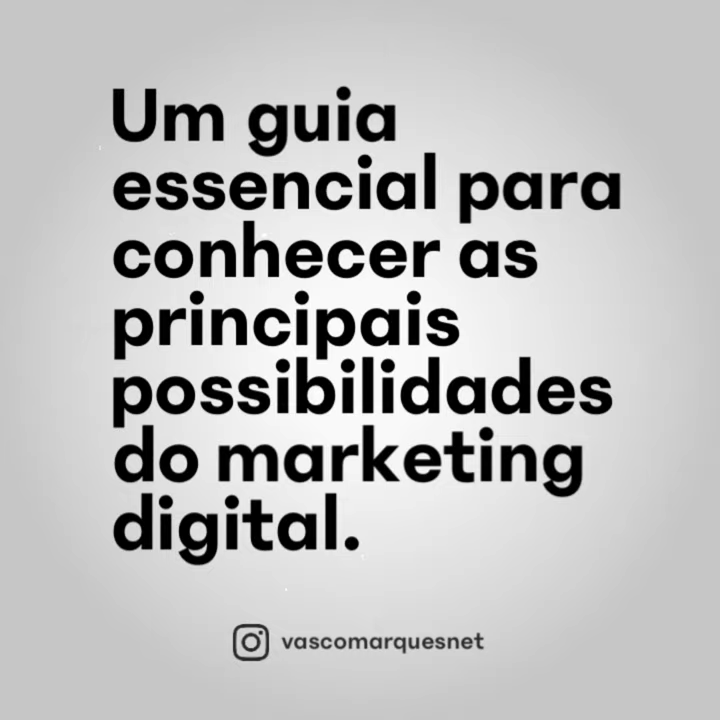 Um guia
essencial para
conhecer as
principais
possibilidades
do marketing
digital.
vascomarquesnet